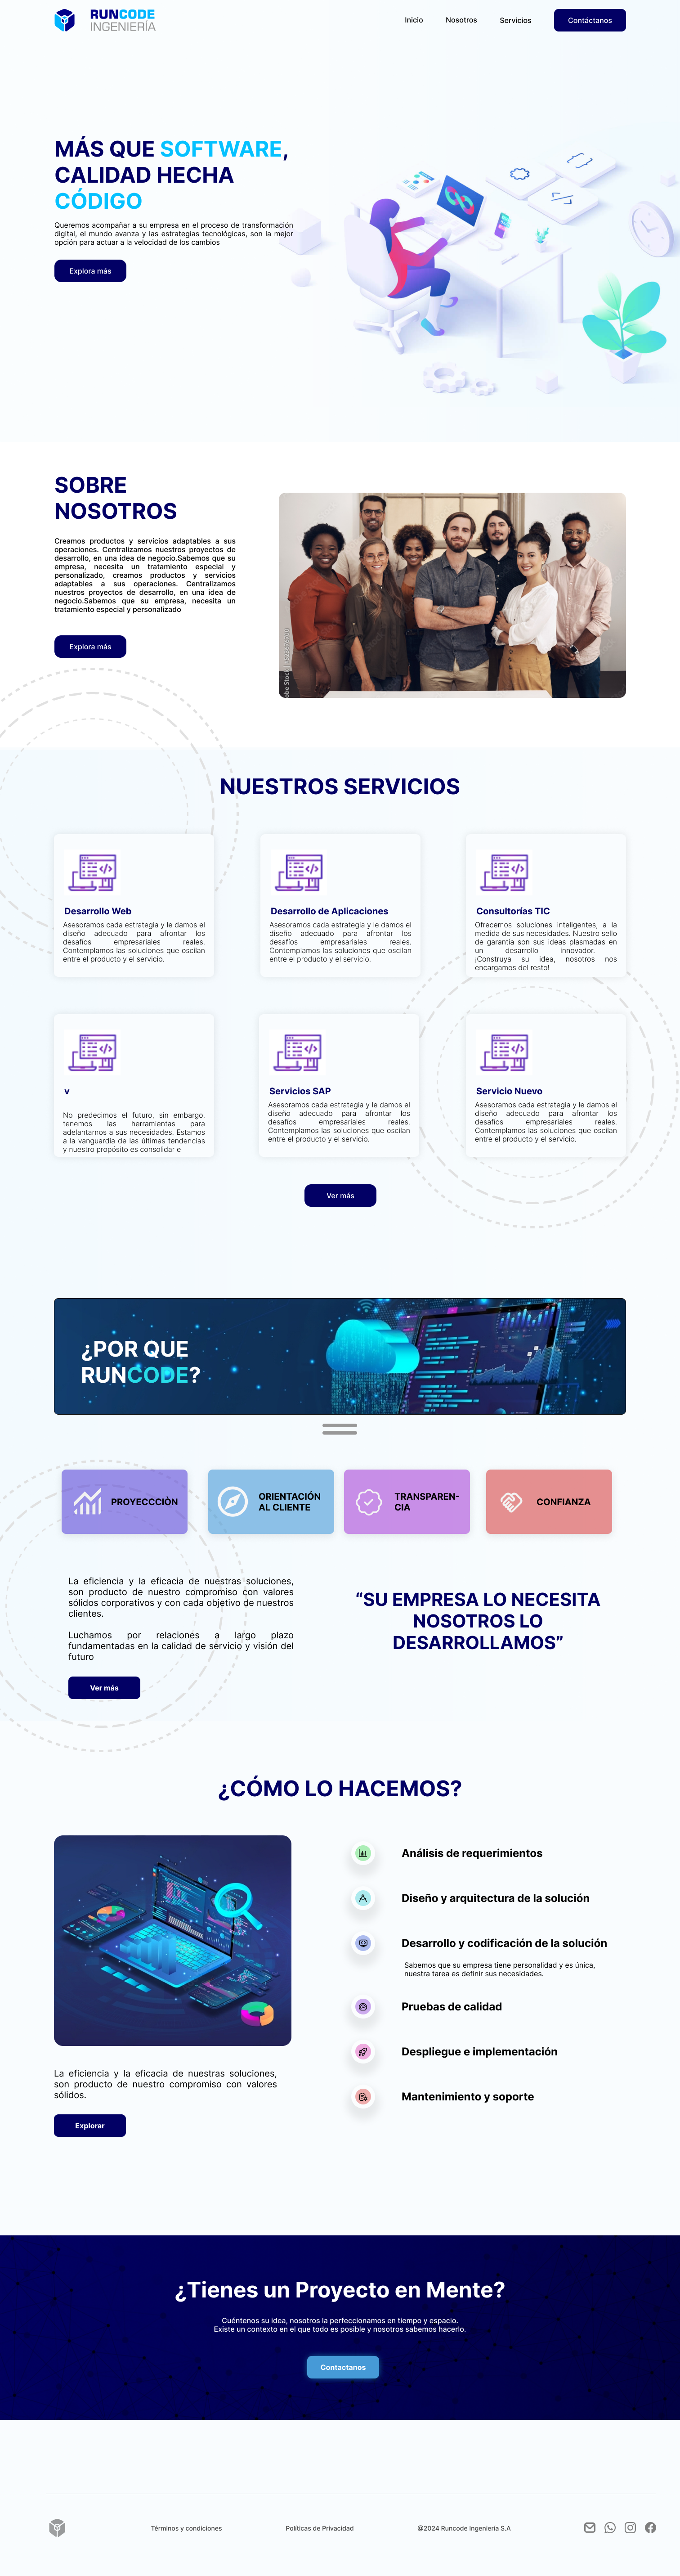 RUNCODE
INGENIERÍA
Inicio
Nosotros
Servicios
Contáctanos
MÁS QUE SOFTWARE,
CALIDAD HECHA
CÓDIGO
Queremos acompañar a su empresa en el proceso de transformación
digital, el mundo avanza y las estrategias tecnológicas, son la mejor
opción para actuar a la velocidad de los cambios
Explora más
SOBRE
NOSOTROS
Creamos productos y servicios adaptables a sus
operaciones. Centralizamos nuestros proyectos de
desarrollo, en una idea de negocio.Sabemos que su
empresa, necesita un tratamiento especial y
personalizado, creamos productos y servicios
adaptables a sus operaciones. Centralizamos
nuestros proyectos de desarrollo, en una idea de
negocio.Sabemos que su empresa, necesita un
tratamiento especial y personalizado
Explora más
NUESTROS SERVICIOS
Desarrollo Web
Asesoramos cada estrategia y le damos el
diseño adecuado para afrontar los
desafíos empresariales reales.
Contemplamos las soluciones que oscilan
entre el producto y el servicio.
Desarrollo de Aplicaciones
Asesoramos cada estrategia y le damos el
diseño adecuado para afrontar los
desafíos empresariales reales.
Contemplamos las soluciones que oscilan
entre el producto y el servicio.
Consultorías TIC
Ofrecemos soluciones inteligentes, a la
medida de sus necesidades. Nuestro sello
de garantía son sus ideas plasmadas en
un desarrollo innovador.
¡Construya su idea, nosotros nos
encargamos del resto!
v
No predecimos el futuro, sin embargo,
tenemos las herramientas para
adelantarnos a sus necesidades. Estamos
a la vanguardia de las últimas tendencias
y nuestro propósito es consolidar e
Servicios SAP
Asesoramos cada estrategia y le damos el
diseño adecuado para afrontar los
desafíos empresariales reales.
Contemplamos las soluciones que oscilan
entre el producto y el servicio.
Servicio Nuevo
Asesoramos cada estrategia y le damos el
diseño adecuado para afrontar los
desafíos empresariales reales.
Contemplamos las soluciones que oscilan
entre el producto y el servicio.
Ver más
¿POR QUE
RUNCODE?
PROYECCCIÒN
ORIENTACIÓN
AL CLIENTE
TRANSPAREN-
CIA
CONFIANZA
La eficiencia y la eficacia de nuestras soluciones,
son producto de nuestro compromiso con valores
sólidos corporativos y con cada objetivo de nuestros
clientes.
Luchamos por relaciones a largo plazo
fundamentadas en la calidad de servicio y visión del
futuro
Ver más
“SU EMPRESA LO NECESITA
NOSOTROS LO
DESARROLLAMOS”
¿CÓMO LO HACEMOS?
La eficiencia y la eficacia de nuestras soluciones,
son producto de nuestro compromiso con valores
sólidos.
Explorar
Análisis de requerimientos
Diseño y arquitectura de la solución
Desarrollo y codificación de la solución
Sabemos que su empresa tiene personalidad y es única,
nuestra tarea es definir sus necesidades.
Pruebas de calidad
Despliegue e implementación
Mantenimiento y soporte
¿Tienes un Proyecto en Mente?
Cuéntenos su idea, nosotros la perfeccionamos en tiempo y espacio.
Existe un contexto en el que todo es posible y nosotros sabemos hacerlo.
Contactanos
Términos y condiciones
Políticas de Privacidad
@2024 Runcode Ingeniería S.A